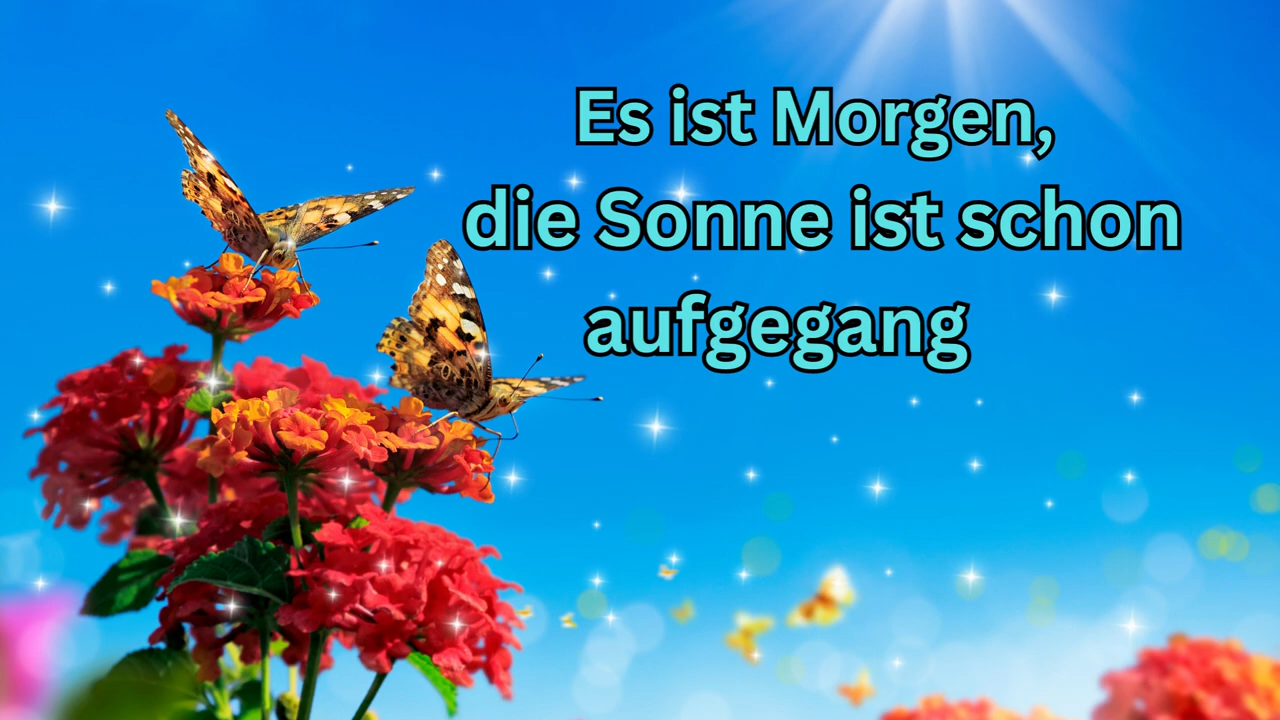 Es ist Morgen,
die Sonne ist schon
aufgegang